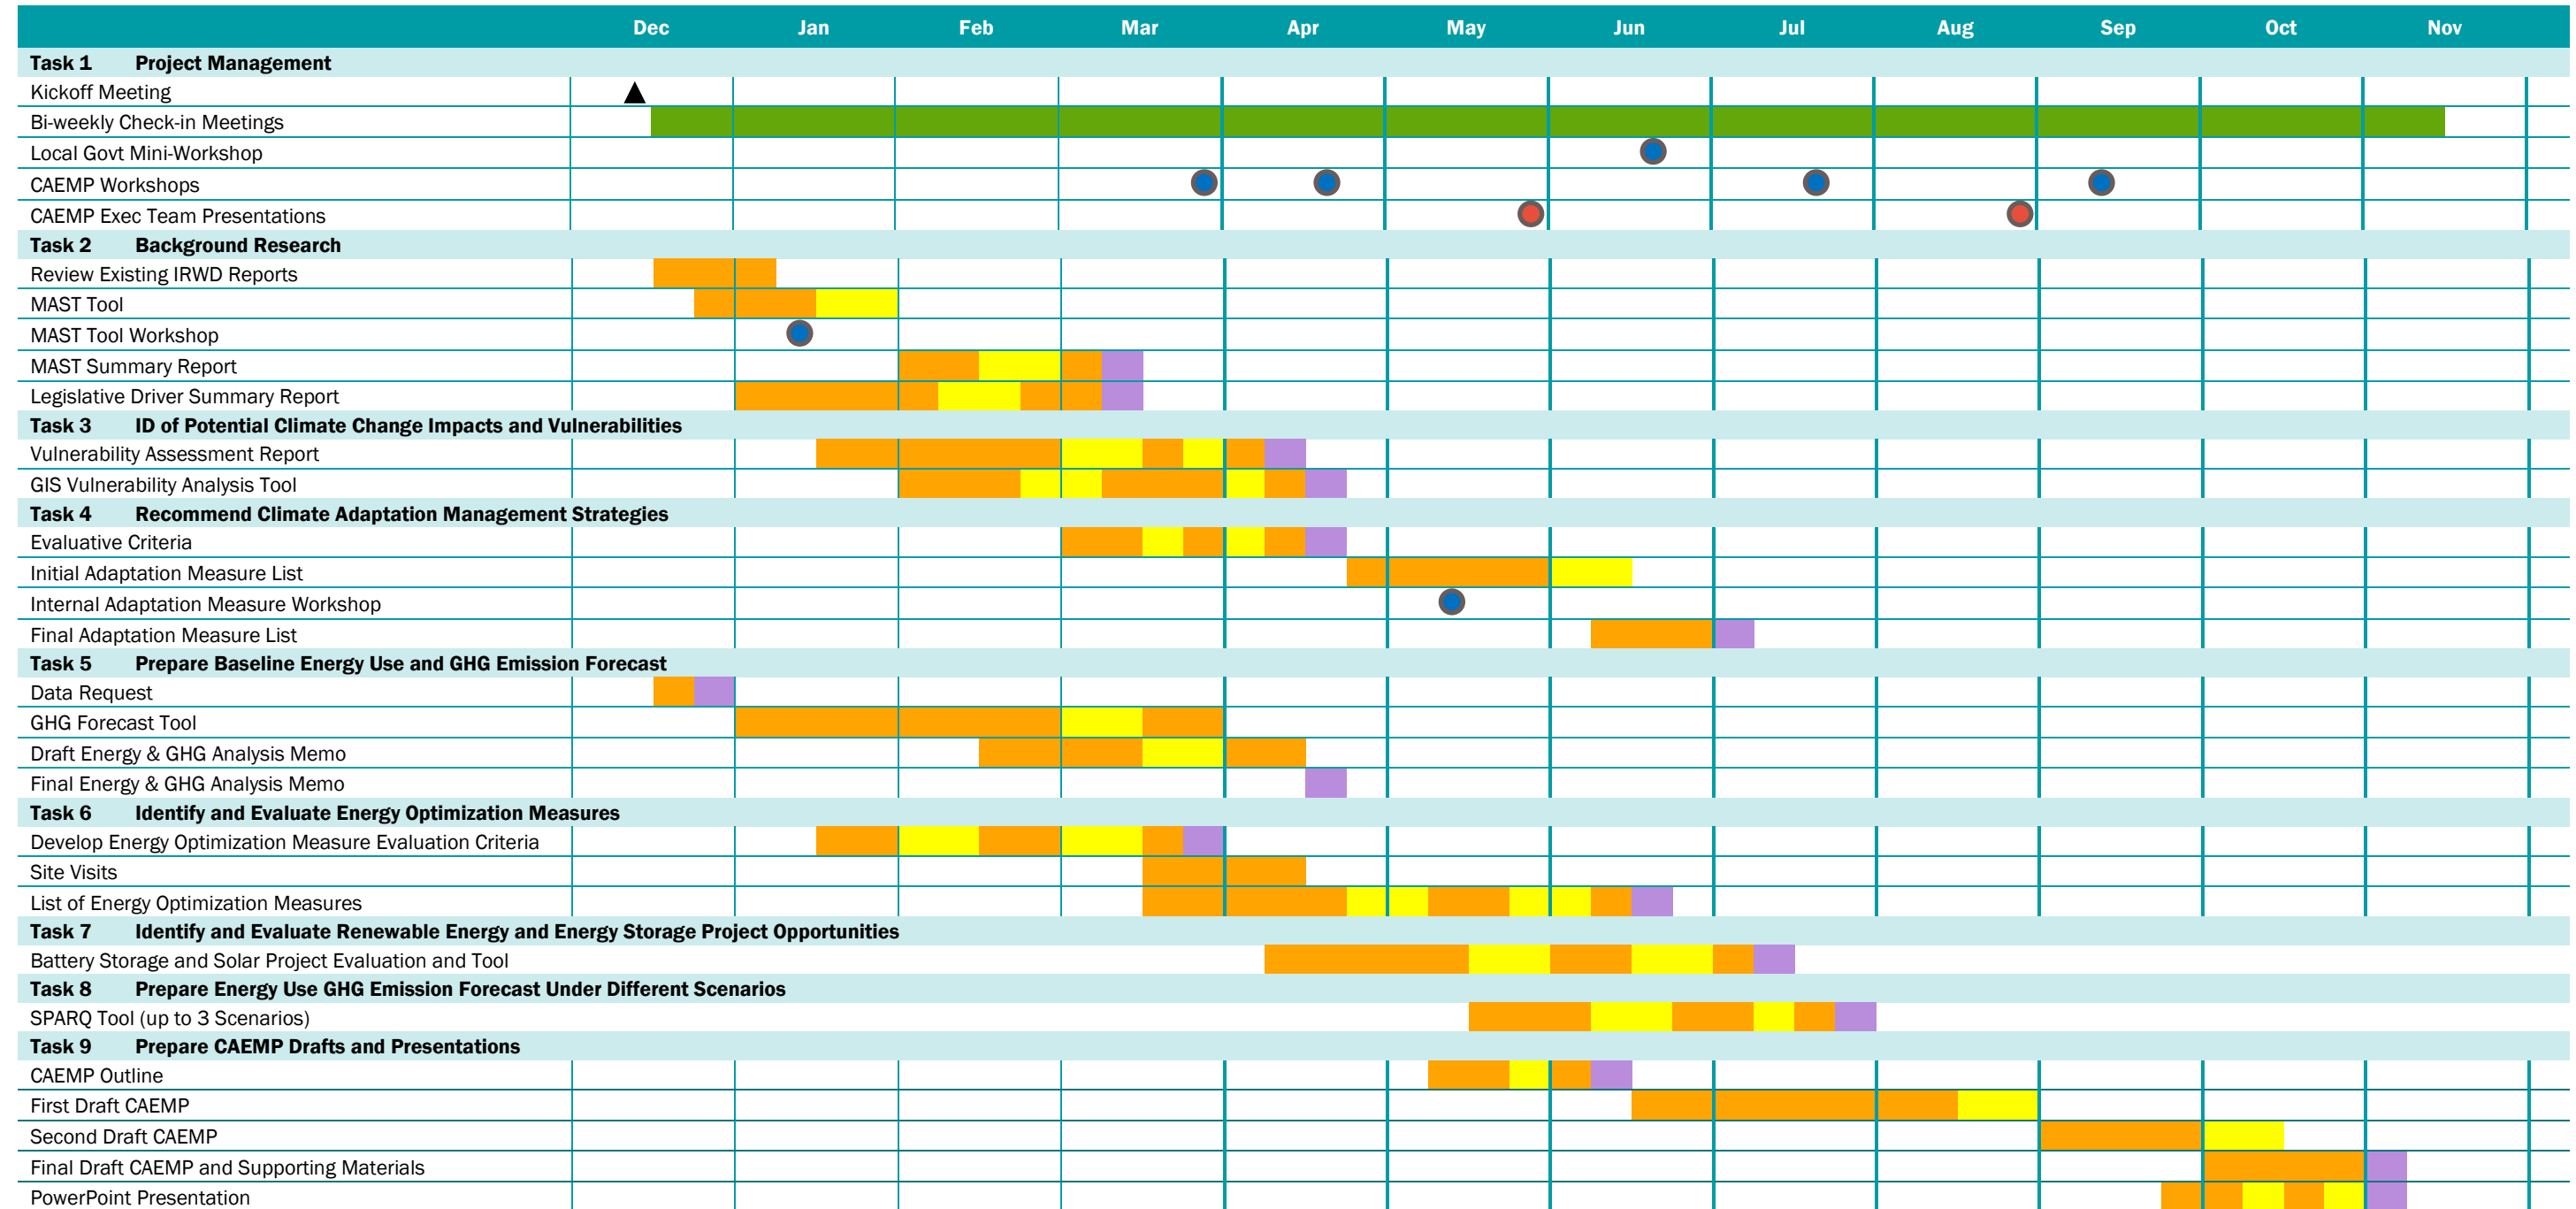 Dec Jan Feb Mar Apr May Jun Jul Aug Sep Oct Nov
Task 1 Project Management
Kickoff Meeting
Bi-weekly Check-in Meetings
Local Govt Mini-Workshop
CAEMP Workshops
CAEMP Exec Team Presentations
Task 2 Background Research
Review Existing IRWD Reports
MAST Tool
MAST Tool Workshop
MAST Summary Report
Legislative Driver Summary Report
Task 3 ID of Potential Climate Change Impacts and Vulnerabilities
Vulnerability Assessment Report
GIS Vulnerability Analysis Tool
Task 4 Recommend Climate Adaptation Management Strategies
Evaluative Criteria
Initial Adaptation Measure List
Internal Adaptation Measure Workshop
Final Adaptation Measure List
Task 5 Prepare Baseline Energy Use and GHG Emission Forecast
Data Request
GHG Forecast Tool
Draft Energy & GHG Analysis Memo
Final Energy & GHG Analysis Memo
Task 6 Identify and Evaluate Energy Optimization Measures
Develop Energy Optimization Measure Evaluation Criteria
Site Visits
List of Energy Optimization Measures
Task 7 Identify and Evaluate Renewable Energy and Energy Storage Project Opportunities
Battery Storage and Solar Project Evaluation and Tool
Task 8 Prepare Energy Use GHG Emission Forecast Under Different Scenarios
SPARQ Tool (up to 3 Scenarios)
Task 9 Prepare CAEMP Drafts and Presentations
CAEMP Outline
First Draft CAEMP
Second Draft CAEMP
Final Draft CAEMP and Supporting Materials
PowerPoint Presentation